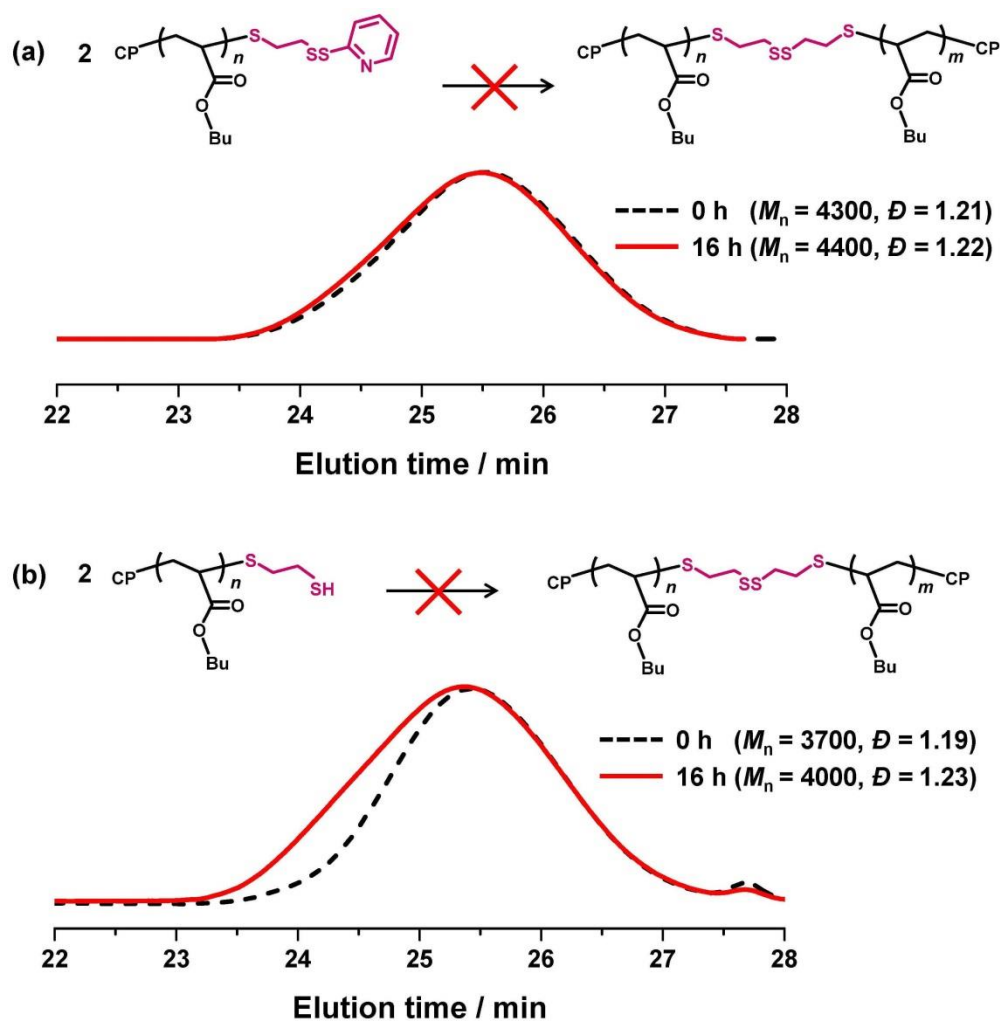 (a) 2 CP ( ) n S SS N O O Bu CP ( ) n S SS S ( ) m CP O O Bu O O Bu
0 h (Mn = 4300, Đ = 1.21)
16 h (Mn = 4400, Đ = 1.22)
22 23 24 25 26 27 28
Elution time / min
(b) 2 CP ( ) n S SH O O Bu CP ( ) n S SS S ( ) m CP O O Bu O O Bu
0 h (Mn = 3700, Đ = 1.19)
16 h (Mn = 4000, Đ = 1.23)
22 23 24 25 26 27 28
Elution time / min